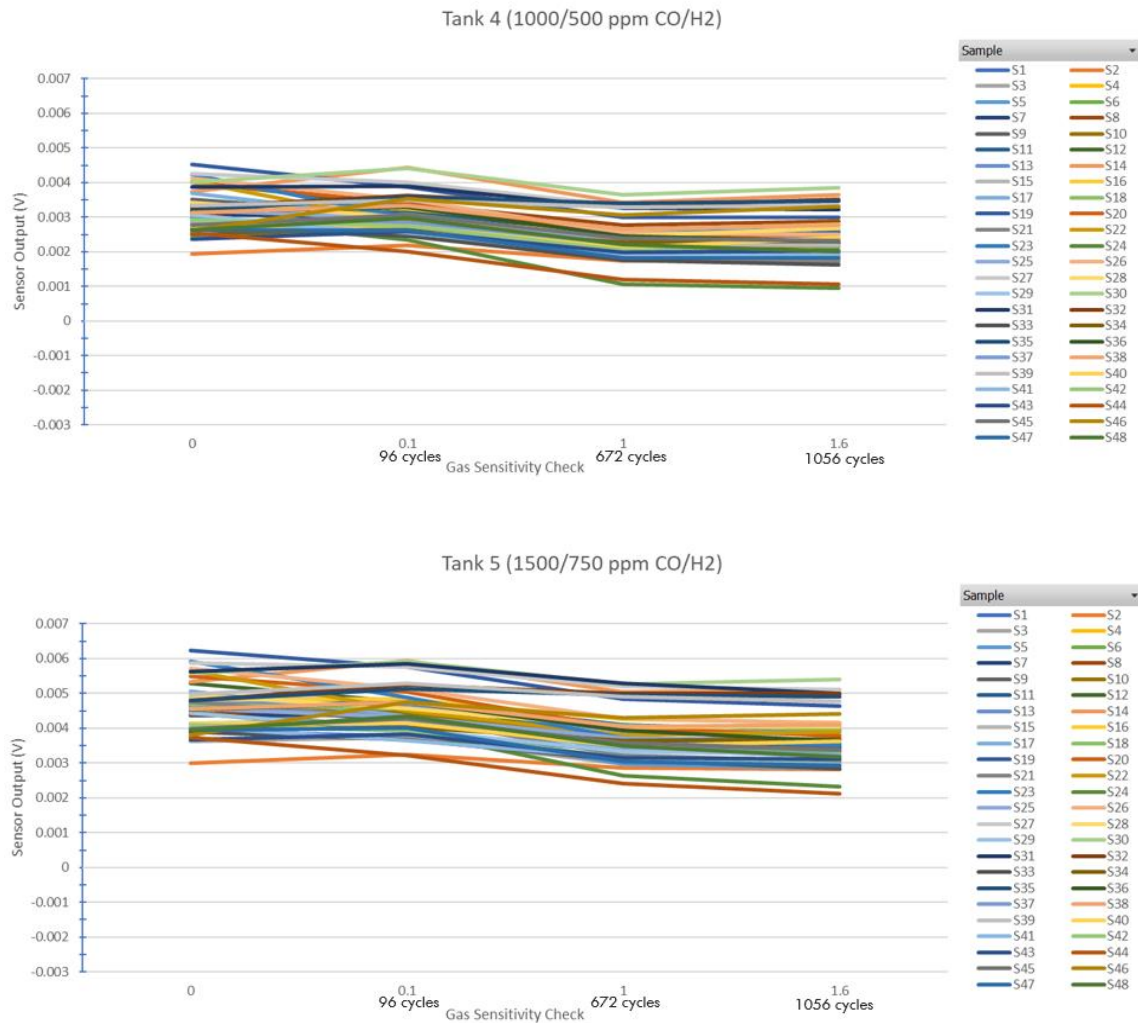 Tank 4 (1000/500 ppm CO/H2)
Sample
S1 S2
S3 S4
S5 S6
S7 S8
S9 S10
S11 S12
S13 S14
S15 S16
S17 S18
S19 S20
S21 S22
S23 S24
S25 S26
S27 S28
S29 S30
S31 S32
S33 S34
S35 S36
S37 S38
S39 S40
S41 S42
S43 S44
S45 S46
S47 S48
Sensor Output (V)
0.007
0.006
0.005
0.004
0.003
0.002
0.001
0
-0.001
-0.002
-0.003
0 0.1 1 1.6
96 cycles 672 cycles 1056 cycles
Gas Sensitivity Check
Tank 5 (1500/750 ppm CO/H2)
Sample
S1 S2
S3 S4
S5 S6
S7 S8
S9 S10
S11 S12
S13 S14
S15 S16
S17 S18
S19 S20
S21 S22
S23 S24
S25 S26
S27 S28
S29 S30
S31 S32
S33 S34
S35 S36
S37 S38
S39 S40
S41 S42
S43 S44
S45 S46
S47 S48
Sensor Output (V)
0.007
0.006
0.005
0.004
0.003
0.002
0.001
0
-0.001
-0.002
-0.003
0 0.1 1 1.6
96 cycles 672 cycles 1056 cycles
Gas Sensitivity Check